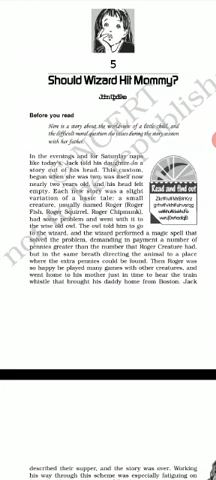 5
Should Wizard Hit Mommy?
John Updike
Before you read
Here is a story about the worldview of a little child, and
the difficult moral question she raises during the story session
with her father.
In the evenings and for Saturday naps
like today's, Jack told his daughter Jo a
story out of his head. This custom,
begun when she was two, was itself now
nearly two years old, and his head felt
empty. Each new story was a slight
variation of a basic tale: a small
creature, usually named Roger (Roger
Fish, Roger Squirrel, Roger Chipmunk),
had some problem and went with it to
the wise old owl. The owl told him to go
to the wizard, and the wizard performed a magic spell that
solved the problem, demanding in payment a number of
pennies greater than the number that Roger Creature had,
but in the same breath directing the animal to a place
where the extra pennies could be found. Then Roger was
so happy he played many games with other creatures, and
went home to his mother just in time to hear the train
whistle that brought his daddy home from Boston. Jack
Read and find out
described their supper, and the story was over. Working
his way through this scheme was especially fatiguing on